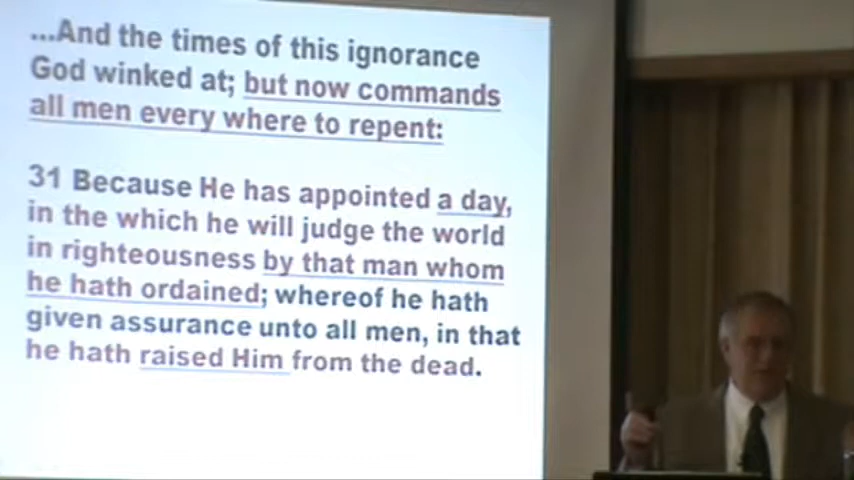 ...And the times of this ignorance
God winked at; but now commands
all men every where to repent:
31 Because He has appointed a day,
in the which he will judge the world
in righteousness by that man whom
he hath ordained; whereof he hath
given assurance unto all men, in that
he hath raised Him from the dead.